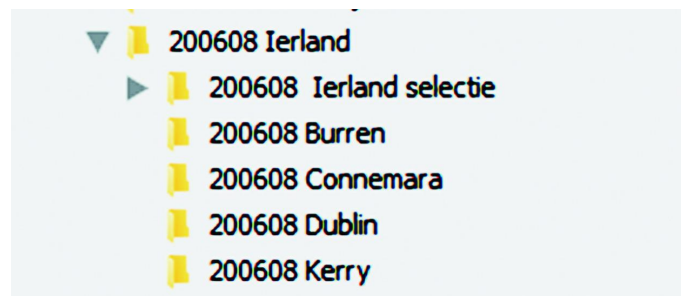 200608 Ierland
200608 Ierland selectie
200608 Burren
200608 Connemara
200608 Dublin
200608 Kerry